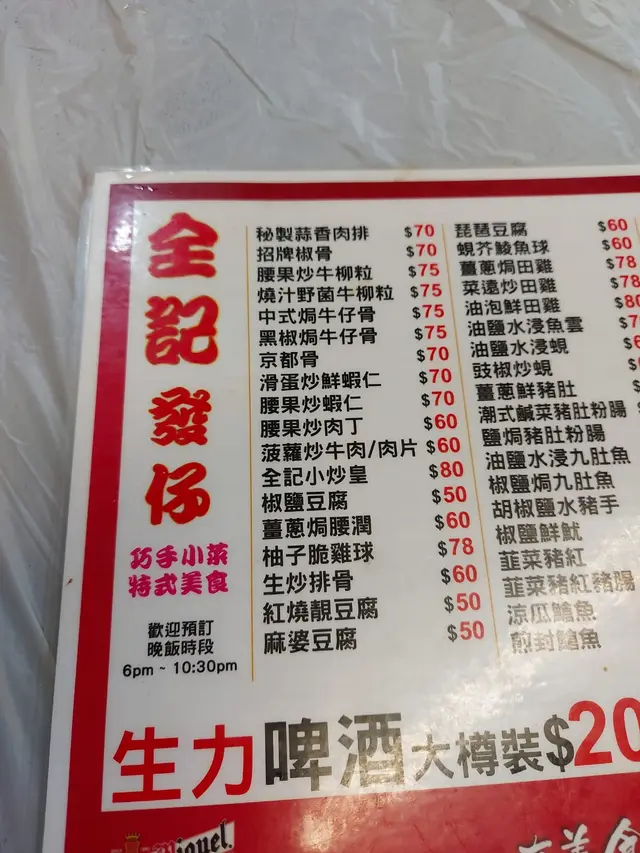 全記發仔
巧手小菜
特式美食
歡迎預訂
晚飯時段
6pm ~ 10:30pm
秘製蒜香肉排 $70
招牌椒骨 $70
腰果炒牛柳粒 $75
燒汁野菌牛柳粒 $75
中式焗牛仔骨 $75
黑椒焗牛仔骨 $75
京都骨 $70
滑蛋炒鮮蝦仁 $70
腰果炒蝦仁 $70
腰果炒肉丁 $60
菠蘿炒牛肉/肉片 $60
全記小炒皇 $80
椒鹽豆腐 $50
薑蔥焗腰潤 $60
柚子脆雞球 $78
生炒排骨 $60
紅燒靚豆腐 $50
麻婆豆腐 $50
琵琶豆腐 $60
蜆芥鯪魚球 $60
薑蔥焗田雞 $78
菜遠炒田雞 $78
油泡鮮田雞 $80
油鹽水浸魚雲
油鹽水浸蜆
豉椒炒蜆
薑蔥鮮豬肚
潮式鹹菜豬肚粉腸
鹽焗豬肚粉腸
油鹽水浸九肚魚
椒鹽焗九肚魚
胡椒鹽水豬手
椒鹽鮮魷
韮菜豬紅
韮菜豬紅豬腸
涼瓜鱠魚
煎封鱠魚
生力啤酒大樽裝$20
Miguel